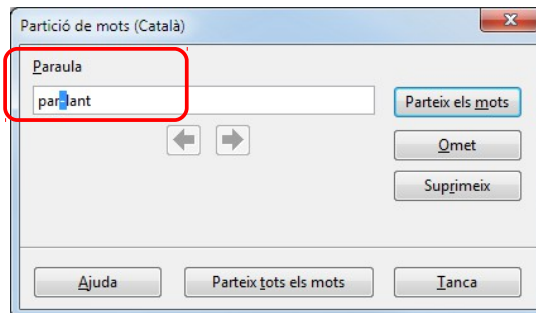 Partició de mots (Català)
Paraula
par-lant
Parteix els mots
Omet
Suprimeix
Ajuda
Parteix tots els mots
Tanca